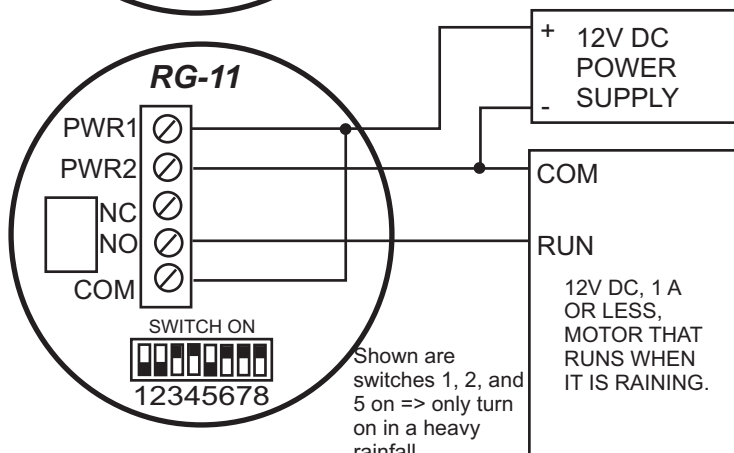 RG-11
PWR1
PWR2
NC
NO
COM
SWITCH ON
12345678
+ 12V DC
POWER
- SUPPLY
COM
RUN
12V DC, 1 A
OR LESS,
MOTOR THAT
RUNS WHEN
IT IS RAINING.
Shown are
switches 1, 2, and
5 on => only turn
on in a heavy
rainfall